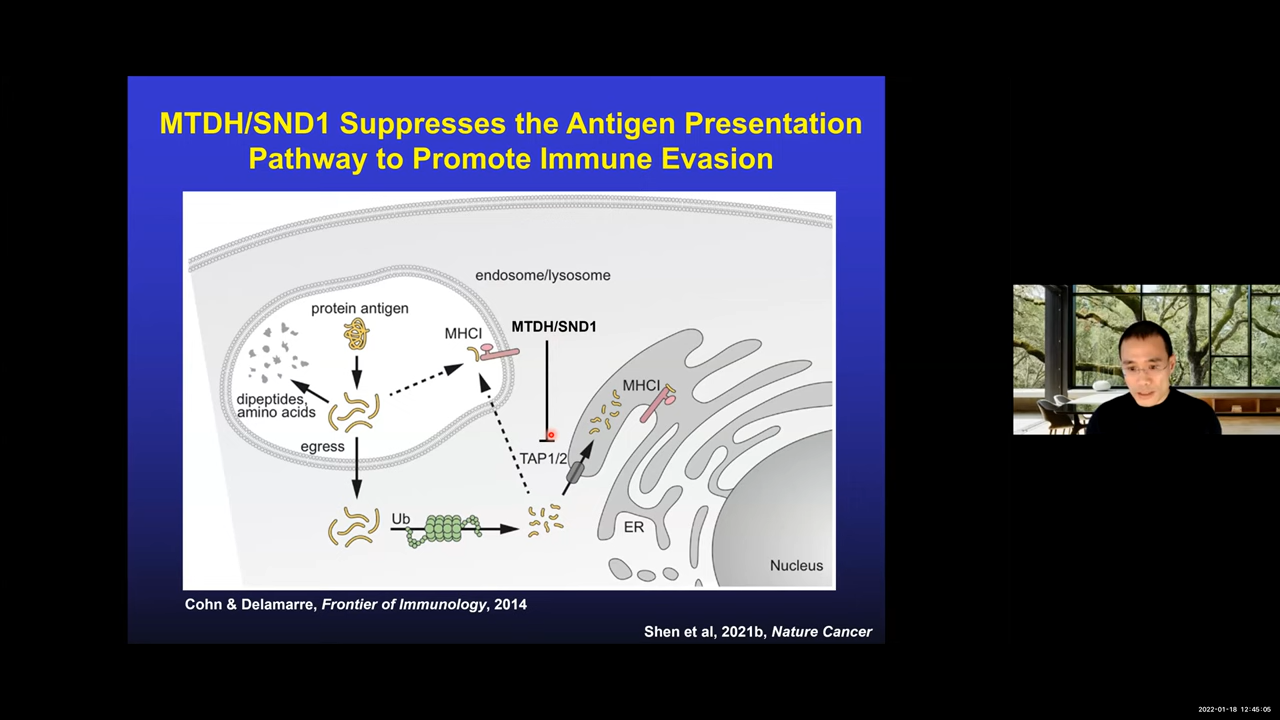 MTDH/SND1 Suppresses the Antigen Presentation
Pathway to Promote Immune Evasion
endosome/lysosome
protein antigen
MHCI
MTDH/SND1
dipeptides,
amino acids
MHCI
egress
TAP1/2
Ub
ER
Nucleus
Cohn & Delamarre, Frontier of Immunology, 2014
Shen et al, 2021b, Nature Cancer
2022-01-18 12:45:05